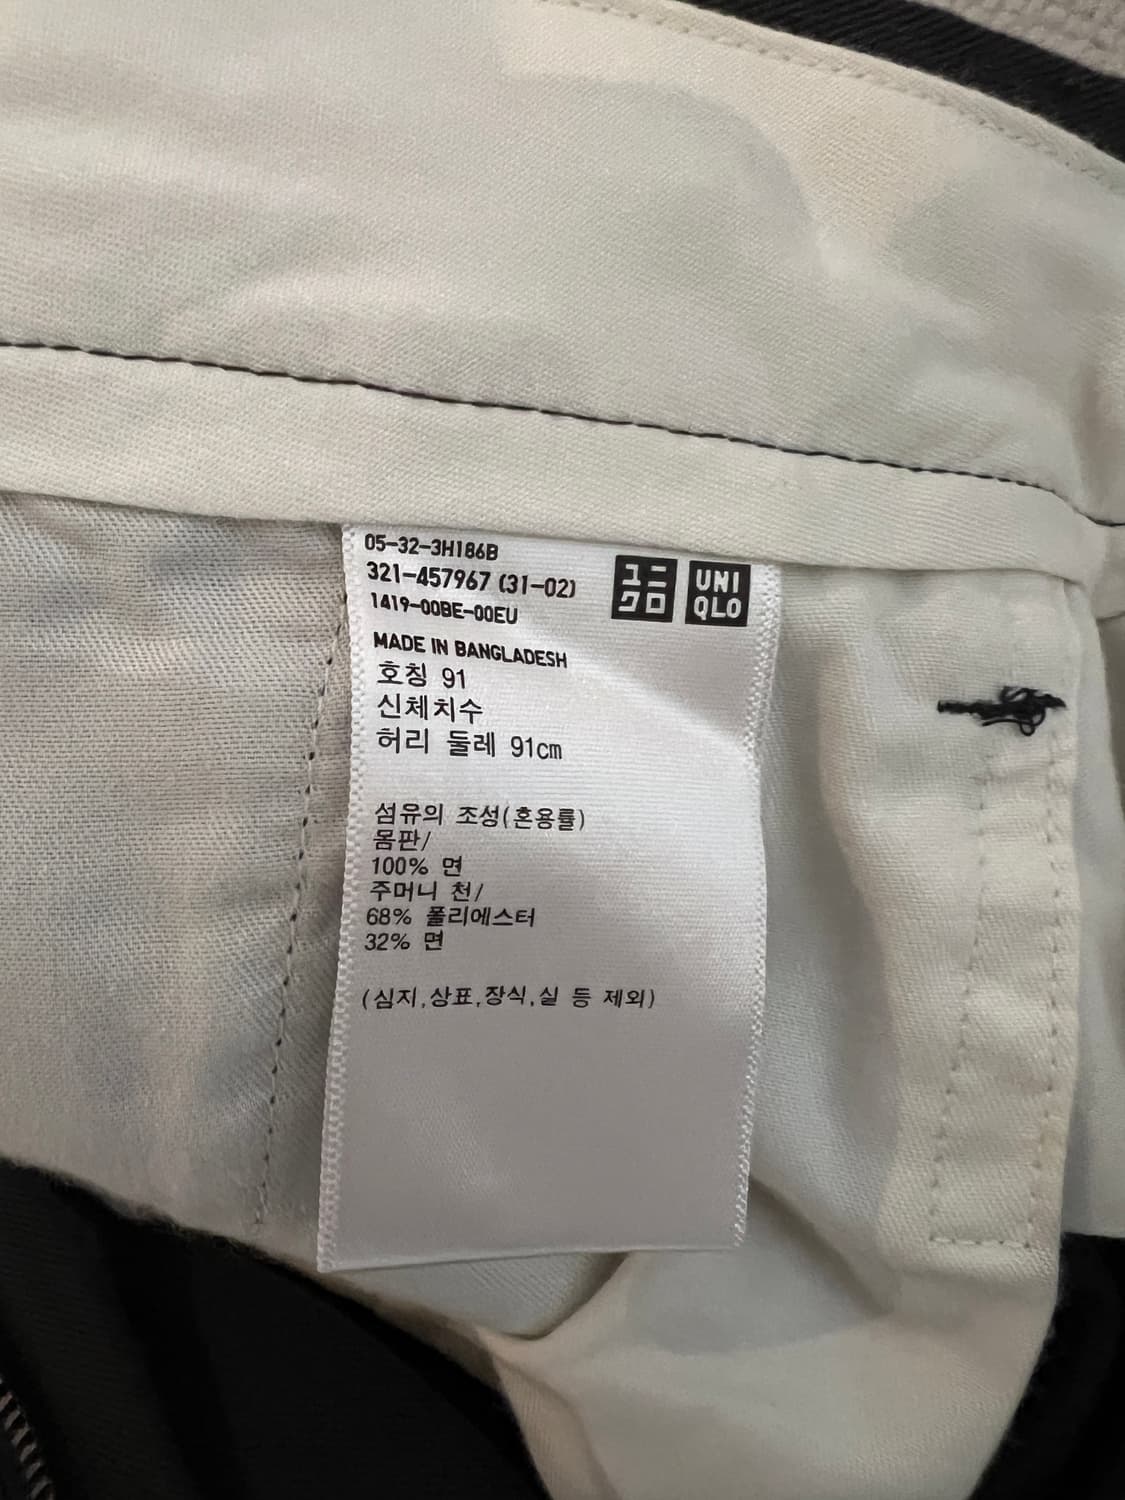 05-32-3H186B
321-457967 (31-02)
1419-00BE-00EU
ユニクロ
UNIQLO
MADE IN BANGLADESH
호칭 91
신체치수
허리 둘레 91cm
섬유의 조성(혼용률)
몸판/
100% 면
주머니 천/
68% 폴리에스터
32% 면
(심지,상표,장식,실 등 제외)